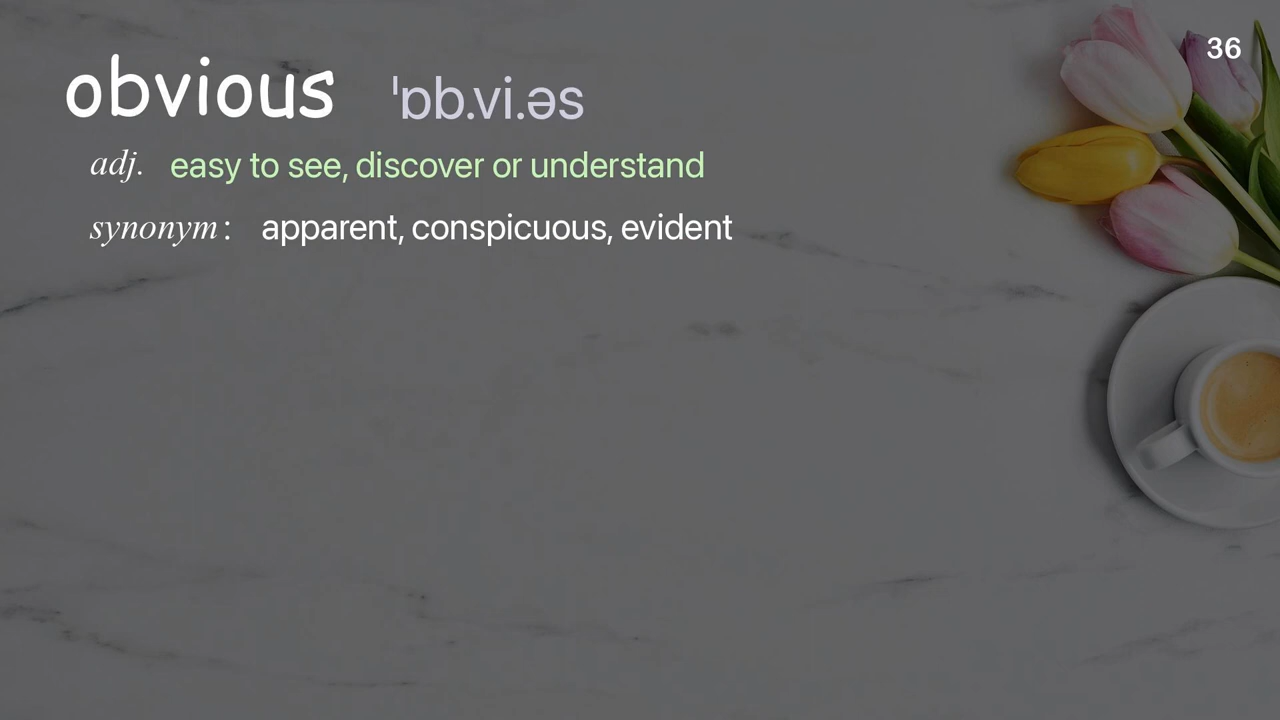 36
obvious ˈɒb.vi.əs
adj. easy to see, discover or understand
synonym: apparent, conspicuous, evident